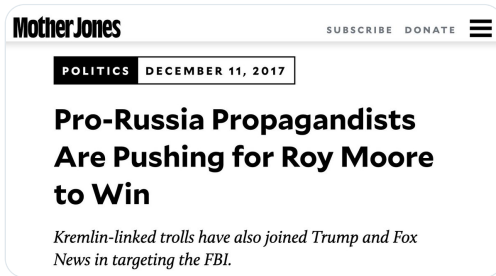 Mother Jones
SUBSCRIBE DONATE
POLITICS DECEMBER 11, 2017
Pro-Russia Propagandists
Are Pushing for Roy Moore
to Win
Kremlin-linked trolls have also joined Trump and Fox
News in targeting the FBI.